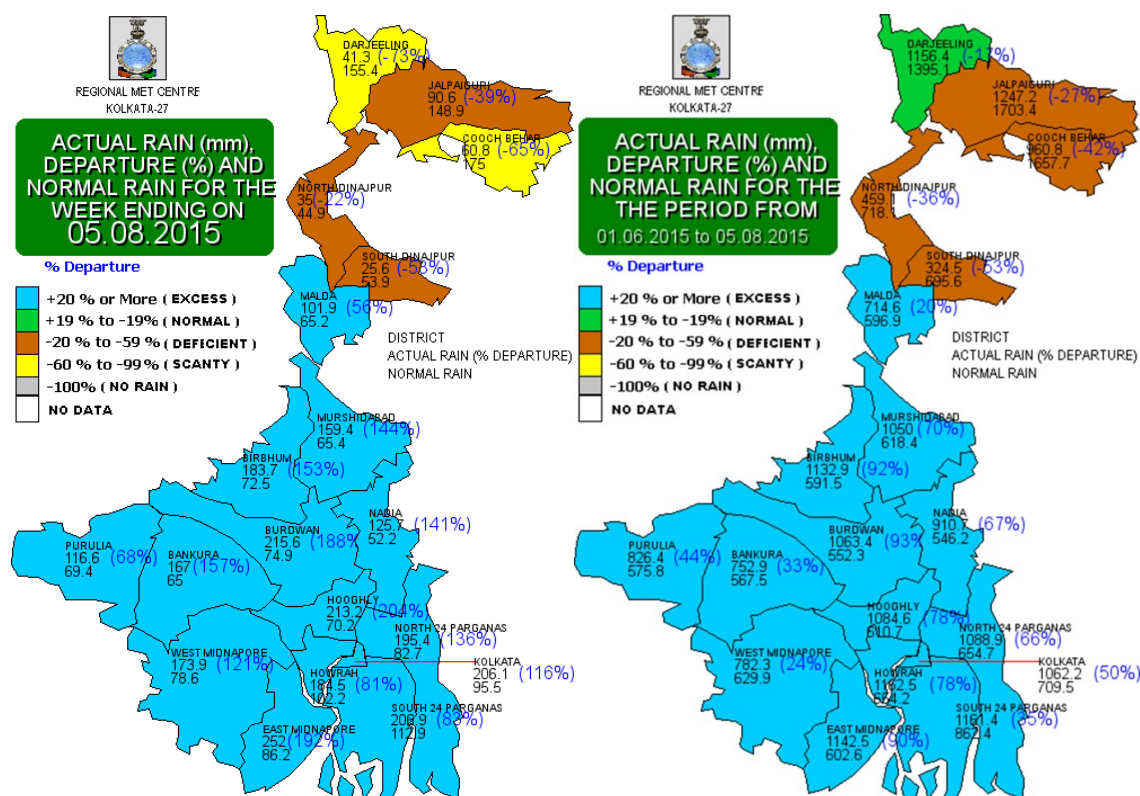 REGIONAL MET CENTRE
KOLKATA-27
ACTUAL RAIN (mm),
DEPARTURE (%) AND
NORMAL RAIN FOR THE
WEEK ENDING ON
05.08.2015
% Departure
+20 % or More ( EXCESS )
+19 % to -19% ( NORMAL )
-20 % to -59 % ( DEFICIENT )
-60 % to -99% ( SCANTY )
-100% ( NO RAIN )
NO DATA
DARJEELING
41.3 (-73%)
155.4
JALPAIGURI
90.6 (-39%)
148.9
COOCH BEHAR
60.8 (-65%)
175
NORTH DINAJPUR
35 (-22%)
44.9
SOUTH DINAJPUR
25.6 (-53%)
53.9
MALDA
101.9 (56%)
65.2
DISTRICT
ACTUAL RAIN (% DEPARTURE)
NORMAL RAIN
MURSHIDABAD
159.4 (144%)
65.4
BIRBHUM
183.7 (153%)
72.5
NADIA
125.7 (141%)
52.2
BURDWAN
215.6 (188%)
74.9
PURULIA
116.6 (68%)
69.4
BANKURA
167 (157%)
65
HOOGHLY
213.2 (204%)
70.2
NORTH 24 PARGANAS
195.4 (136%)
82.7
WEST MIDNAPORE
173.9 (121%)
78.6
KOLKATA
206.1 (116%)
95.5
HOWRAH
184.5 (81%)
102.2
SOUTH 24 PARGANAS
206.9 (83%)
112.9
EAST MIDNAPORE
252 (192%)
86.2
REGIONAL MET CENTRE
KOLKATA-27
ACTUAL RAIN (mm),
DEPARTURE (%) AND
NORMAL RAIN FOR THE
THE PERIOD FROM
01.06.2015 to 05.08.2015
% Departure
+20 % or More ( EXCESS )
+19 % to -19% ( NORMAL )
-20 % to -59 % ( DEFICIENT )
-60 % to -99% ( SCANTY )
-100% ( NO RAIN )
NO DATA
DARJEELING
1156.4 (-17%)
1395.1
JALPAIGURI
1247.2 (-27%)
1703.4
COOCH BEHAR
960.8 (-42%)
1657.7
NORTH DINAJPUR
459.1 (-36%)
718.1
SOUTH DINAJPUR
324.5 (-53%)
695.6
MALDA
714.6 (20%)
596.9
DISTRICT
ACTUAL RAIN (% DEPARTURE)
NORMAL RAIN
MURSHIDABAD
1050 (70%)
618.4
BIRBHUM
1132.9 (92%)
591.5
NADIA
910.7 (67%)
546.2
BURDWAN
1063.4 (93%)
552.3
PURULIA
826.4 (44%)
575.8
BANKURA
752.9 (33%)
567.5
HOOGHLY
1084.6 (78%)
610.7
NORTH 24 PARGANAS
1088.9 (66%)
654.7
WEST MIDNAPORE
782.3 (24%)
629.9
KOLKATA
1062.2 (50%)
709.5
HOWRAH
1182.5 (78%)
664.2
SOUTH 24 PARGANAS
1161.4 (35%)
862.4
EAST MIDNAPORE
1142.5 (90%)
602.6